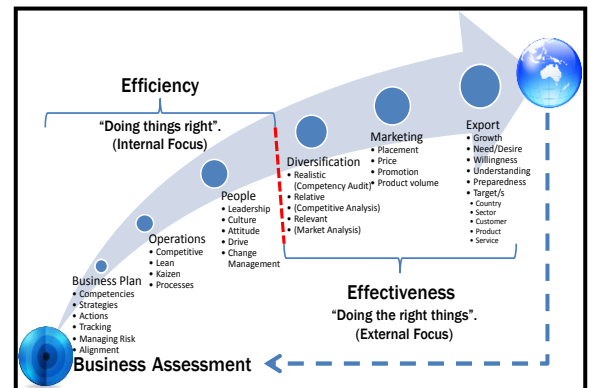 Efficiency
“Doing things right”.
(Internal Focus)
Business Plan
• Competencies
• Strategies
• Actions
• Tracking
• Managing Risk
• Alignment
Operations
• Competitive
• Lean
• Kaizen
• Processes
People
• Leadership
• Culture
• Attitude
• Drive
• Change
Management
Diversification
• Realistic
(Competency Audit)
• Relative
• (Competitive Analysis)
• Relevant
• (Market Analysis)
Marketing
• Placement
• Price
• Promotion
• Product volume
Export
• Growth
• Need/Desire
• Willingness
• Understanding
• Preparedness
• Target/s
• Country
• Sector
• Customer
• Product
• Service
Effectiveness
“Doing the right things”.
(External Focus)
Business Assessment